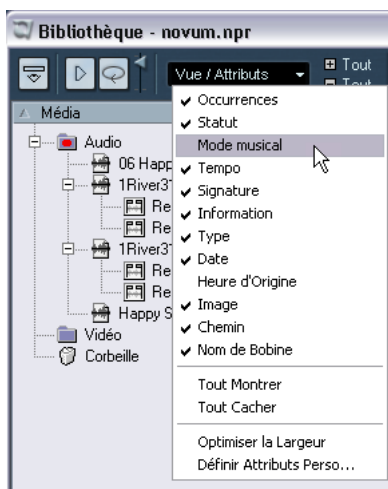 Bibliothèque - novum.npr
Vue / Attributs
Tout
Tout
Média
Audio
06 Happ
1River3
Re
Re
1River3
Re
Re
Happy S
Vidéo
Corbeille
Occurrences
Statut
Mode musical
Tempo
Signature
Information
Type
Date
Heure d'Origine
Image
Chemin
Nom de Bobine
Tout Montrer
Tout Cacher
Optimiser la Largeur
Définir Attributs Perso...